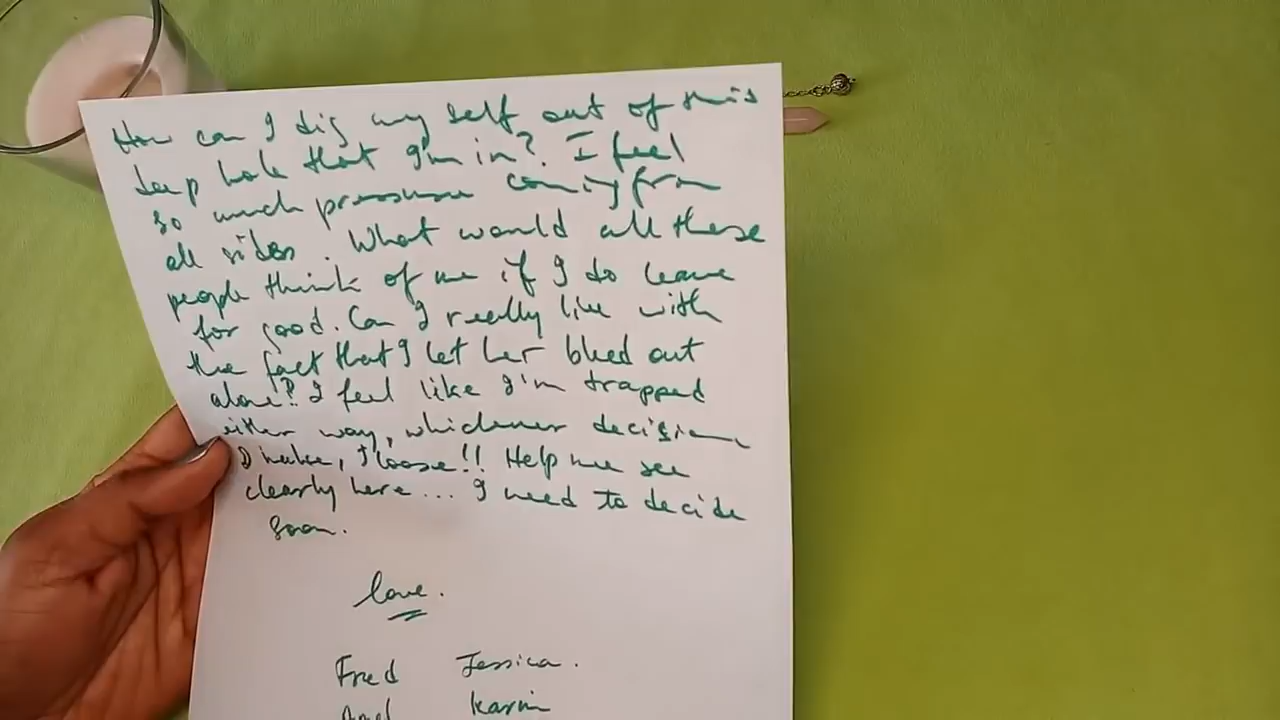 How can I dig my self out of this
deep hole that I'm in? I feel
so much pressure coming from
all sides. What would all these
people think of me if I do leave
for good. Can I really live with
the fact that I let her bleed out
alone?! I feel like I'm trapped
either way, whichever decision
I make, I loose!! Help me see
clearly here... I need to decide
soon.
love.
Fred Jessica.
Karin